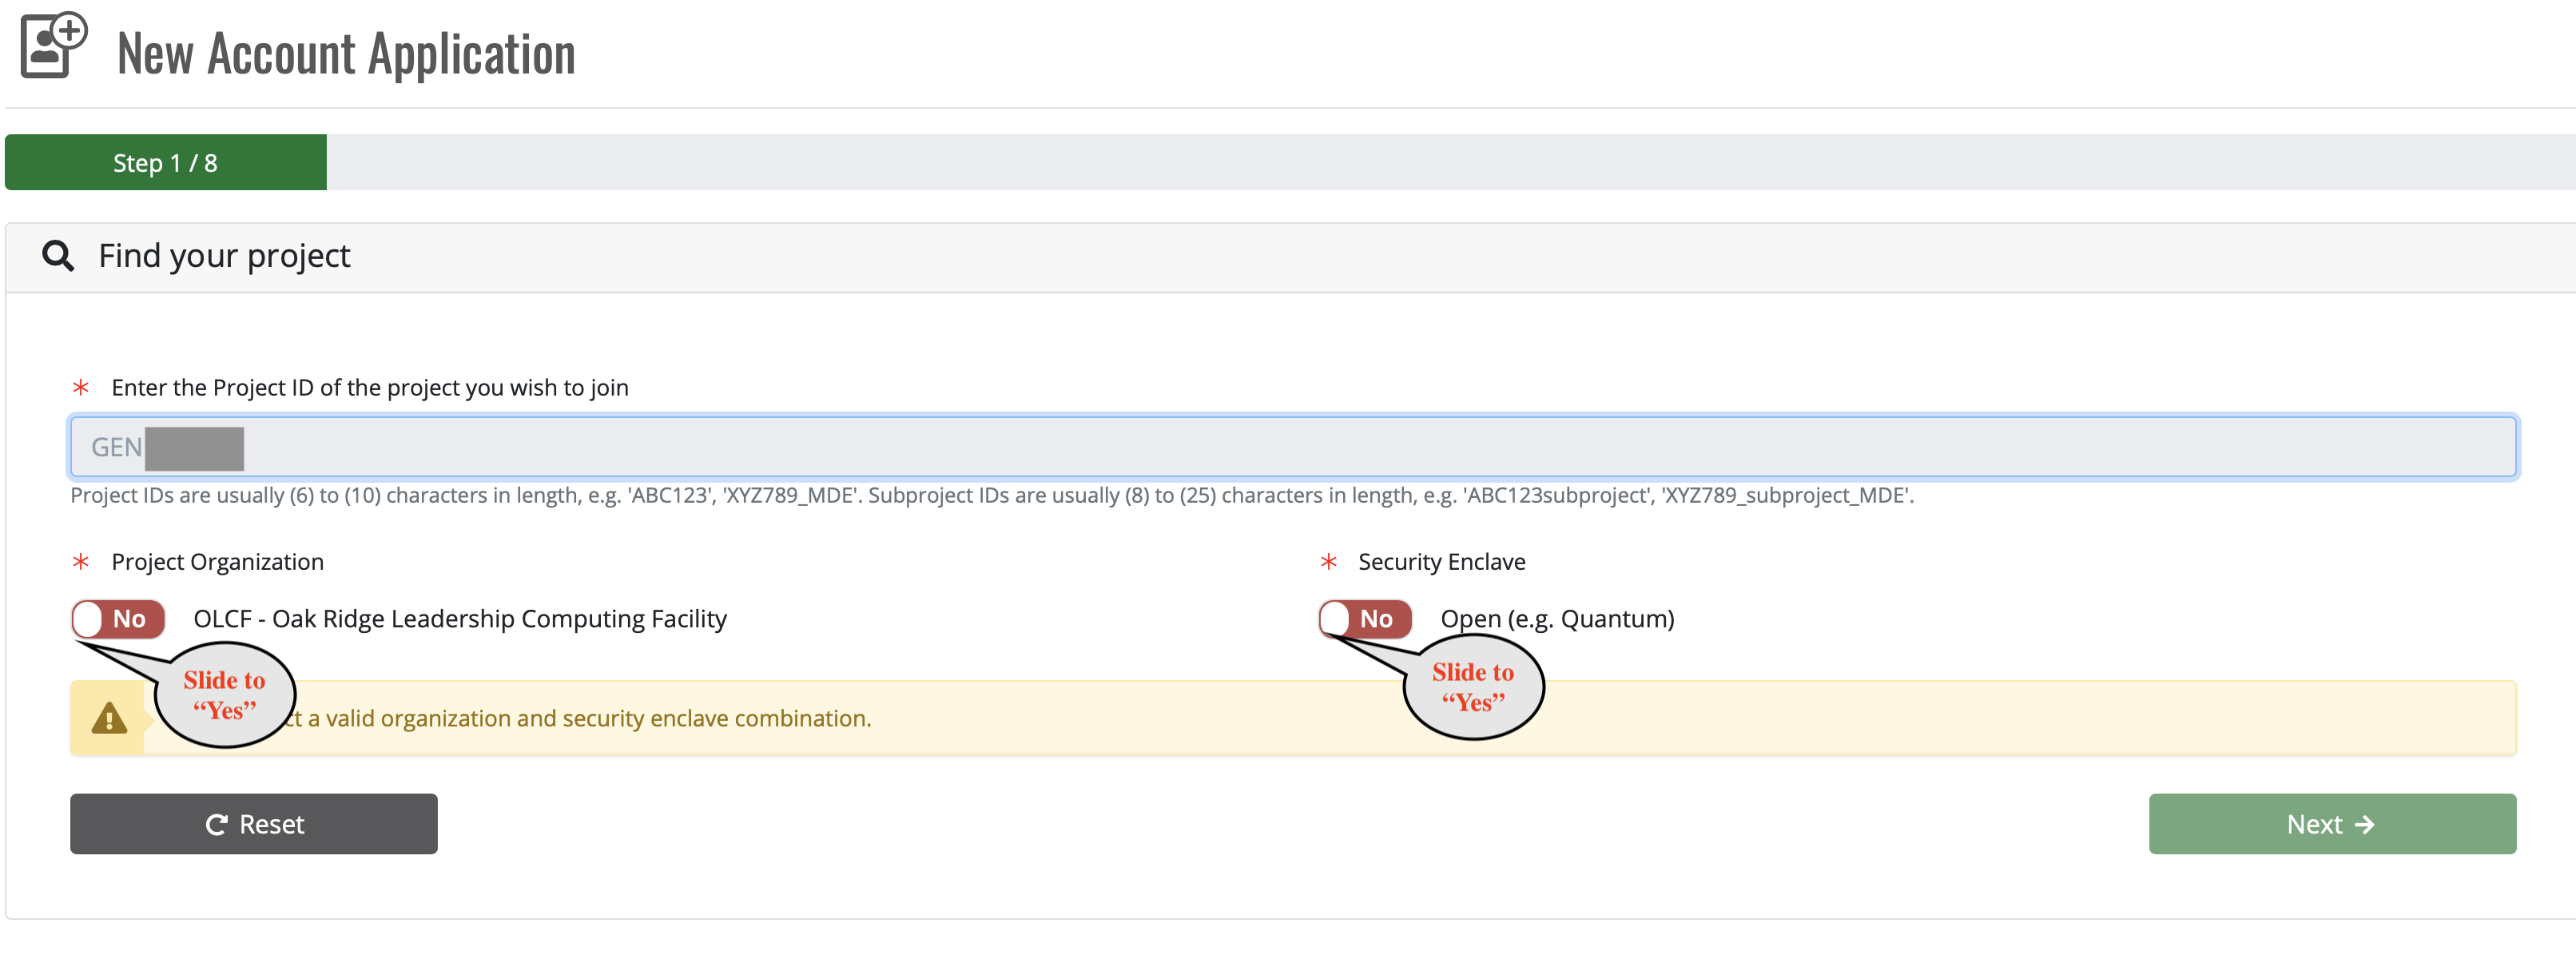 New Account Application
Step 1 / 8
Find your project
* Enter the Project ID of the project you wish to join
GEN
Project IDs are usually (6) to (10) characters in length, e.g. 'ABC123', 'XYZ789_MDE'. Subproject IDs are usually (8) to (25) characters in length, e.g. 'ABC123subproject', 'XYZ789_subproject_MDE'.
* Project Organization
* Security Enclave
No OLCF - Oak Ridge Leadership Computing Facility
No Open (e.g. Quantum)
Slide to
“Yes”
Slide to
“Yes”
a valid organization and security enclave combination.
Reset
Next